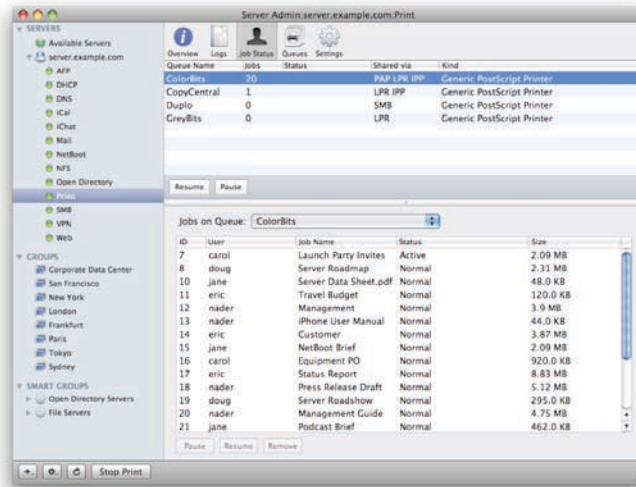 Server Admin:server.example.com:Print
SERVERS
Available Servers
server.example.com
AFP
DHCP
DNS
iCal
iChat
Mail
NetBoot
NFS
Open Directory
Print
SMB
VPN
Web
GROUPS
Corporate Data Center
San Francisco
New York
London
Frankfurt
Paris
Tokyo
Sydney
SMART GROUPS
Open Directory Servers
File Servers
Overview Logs Job Status Queues Settings
Queue Name Jobs Status Shared via Kind
ColorBits 20 PAP LPR IPP Generic PostScript Printer
CopyCentral 1 LPR IPP Generic PostScript Printer
Duplo 0 SMB Generic PostScript Printer
GreyBits 0 LPR Generic PostScript Printer
Resume Pause
Jobs on Queue: ColorBits
ID User Job Name Status Size
7 carol Launch Party Invites Active 2.09 MB
8 doug Server Roadmap Normal 2.31 MB
10 jane Server Data Sheet.pdf Normal 48.0 KB
11 eric Travel Budget Normal 120.0 KB
12 nader Management Normal 3.9 MB
13 nader iPhone User Manual Normal 44.0 KB
14 eric Customer Normal 3.87 MB
15 jane NetBoot Brief Normal 2.09 MB
16 carol Equipment PO Normal 920.0 KB
17 eric Status Report Normal 8.83 MB
18 nader Press Release Draft Normal 5.12 MB
19 doug Server Roadshow Normal 295.0 KB
20 nader Management Guide Normal 4.75 MB
21 jane Podcast Brief Normal 462.0 KB
Pause Resume Remove
Stop Print